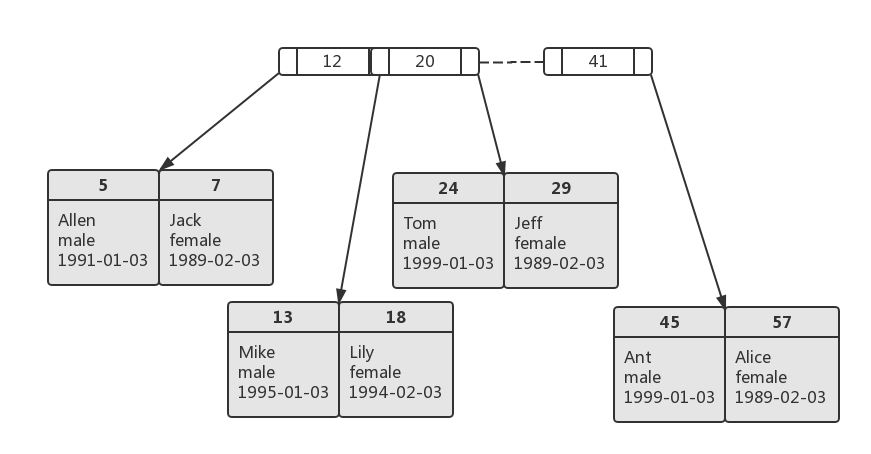 12
20
41
5
7
Allen
male
1991-01-03
Jack
female
1989-02-03
24
29
Tom
male
1999-01-03
Jeff
female
1989-02-03
13
18
Mike
male
1995-01-03
Lily
female
1994-02-03
45
57
Ant
male
1999-01-03
Alice
female
1989-02-03